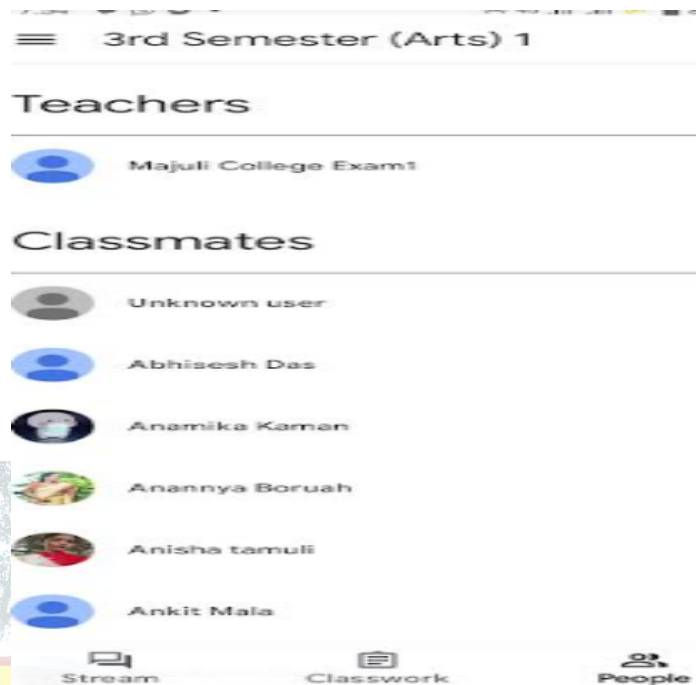 3rd Semester (Arts) 1
Teachers
Majuli College Exam1
Classmates
Unknown user
Abhisesh Das
Anamika Kaman
Anannya Boruah
Anisha tamuli
Ankit Mala
Stream Classwork People